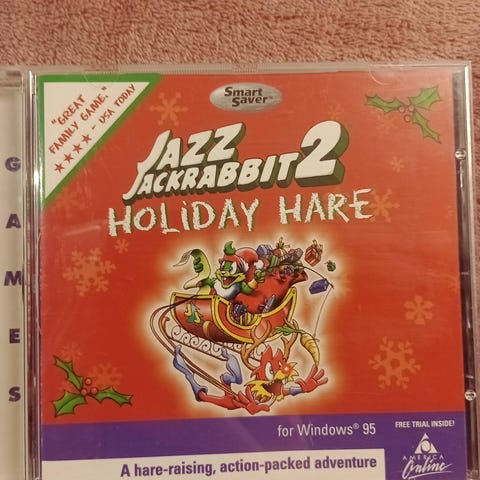 Smart
Saver™
"GREAT
FAMILY GAME."
★★★★ - USA TODAY
JAZZ
JACKRABBIT 2
HOLiDAY HARE
G
A
M
E
S
for Windows® 95
FREE TRIAL INSIDE!
AMERICA
Online
A hare-raising, action-packed adventure